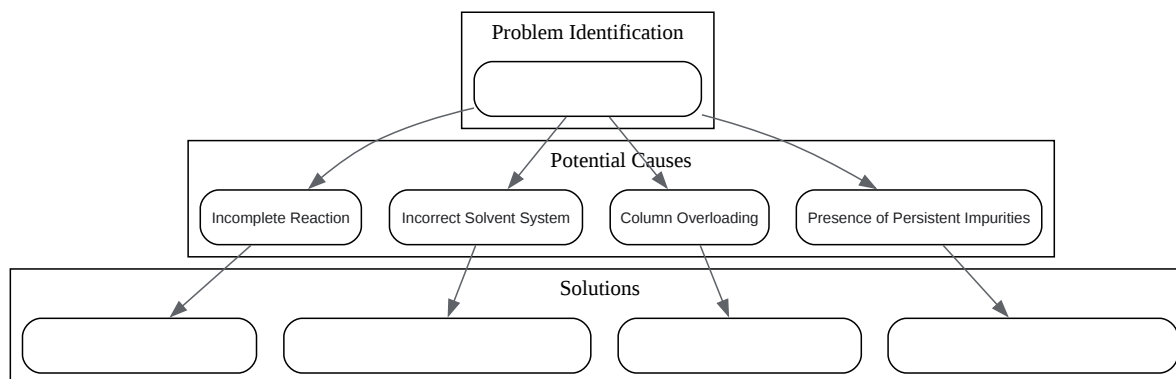 Problem Identification
Potential Causes
Incomplete Reaction
Incorrect Solvent System
Column Overloading
Presence of Persistent Impurities
Solutions